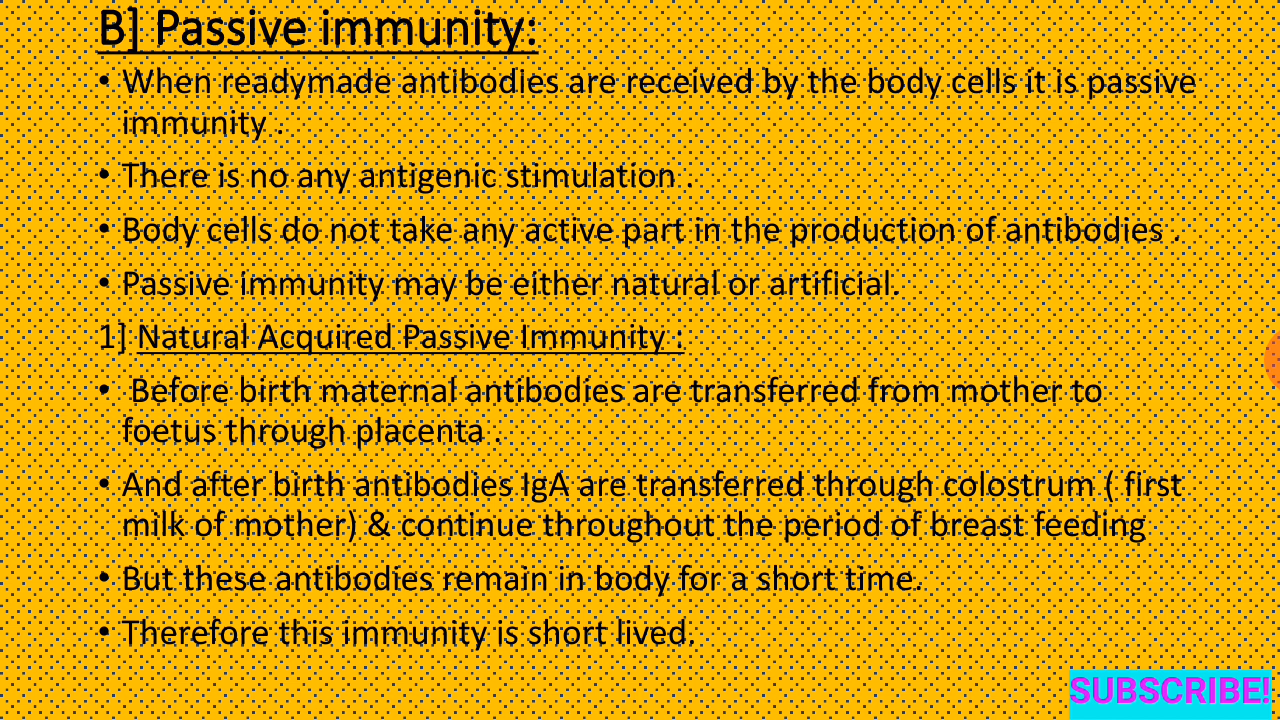 B] Passive immunity:
• When readymade antibodies are received by the body cells it is passive
immunity .
• There is no any antigenic stimulation .
• Body cells do not take any active part in the production of antibodies .
• Passive immunity may be either natural or artificial.
1] Natural Acquired Passive Immunity :
• Before birth maternal antibodies are transferred from mother to
foetus through placenta .
• And after birth antibodies IgA are transferred through colostrum ( first
milk of mother) & continue throughout the period of breast feeding
• But these antibodies remain in body for a short time.
• Therefore this immunity is short lived.
SUBSCRIBE!